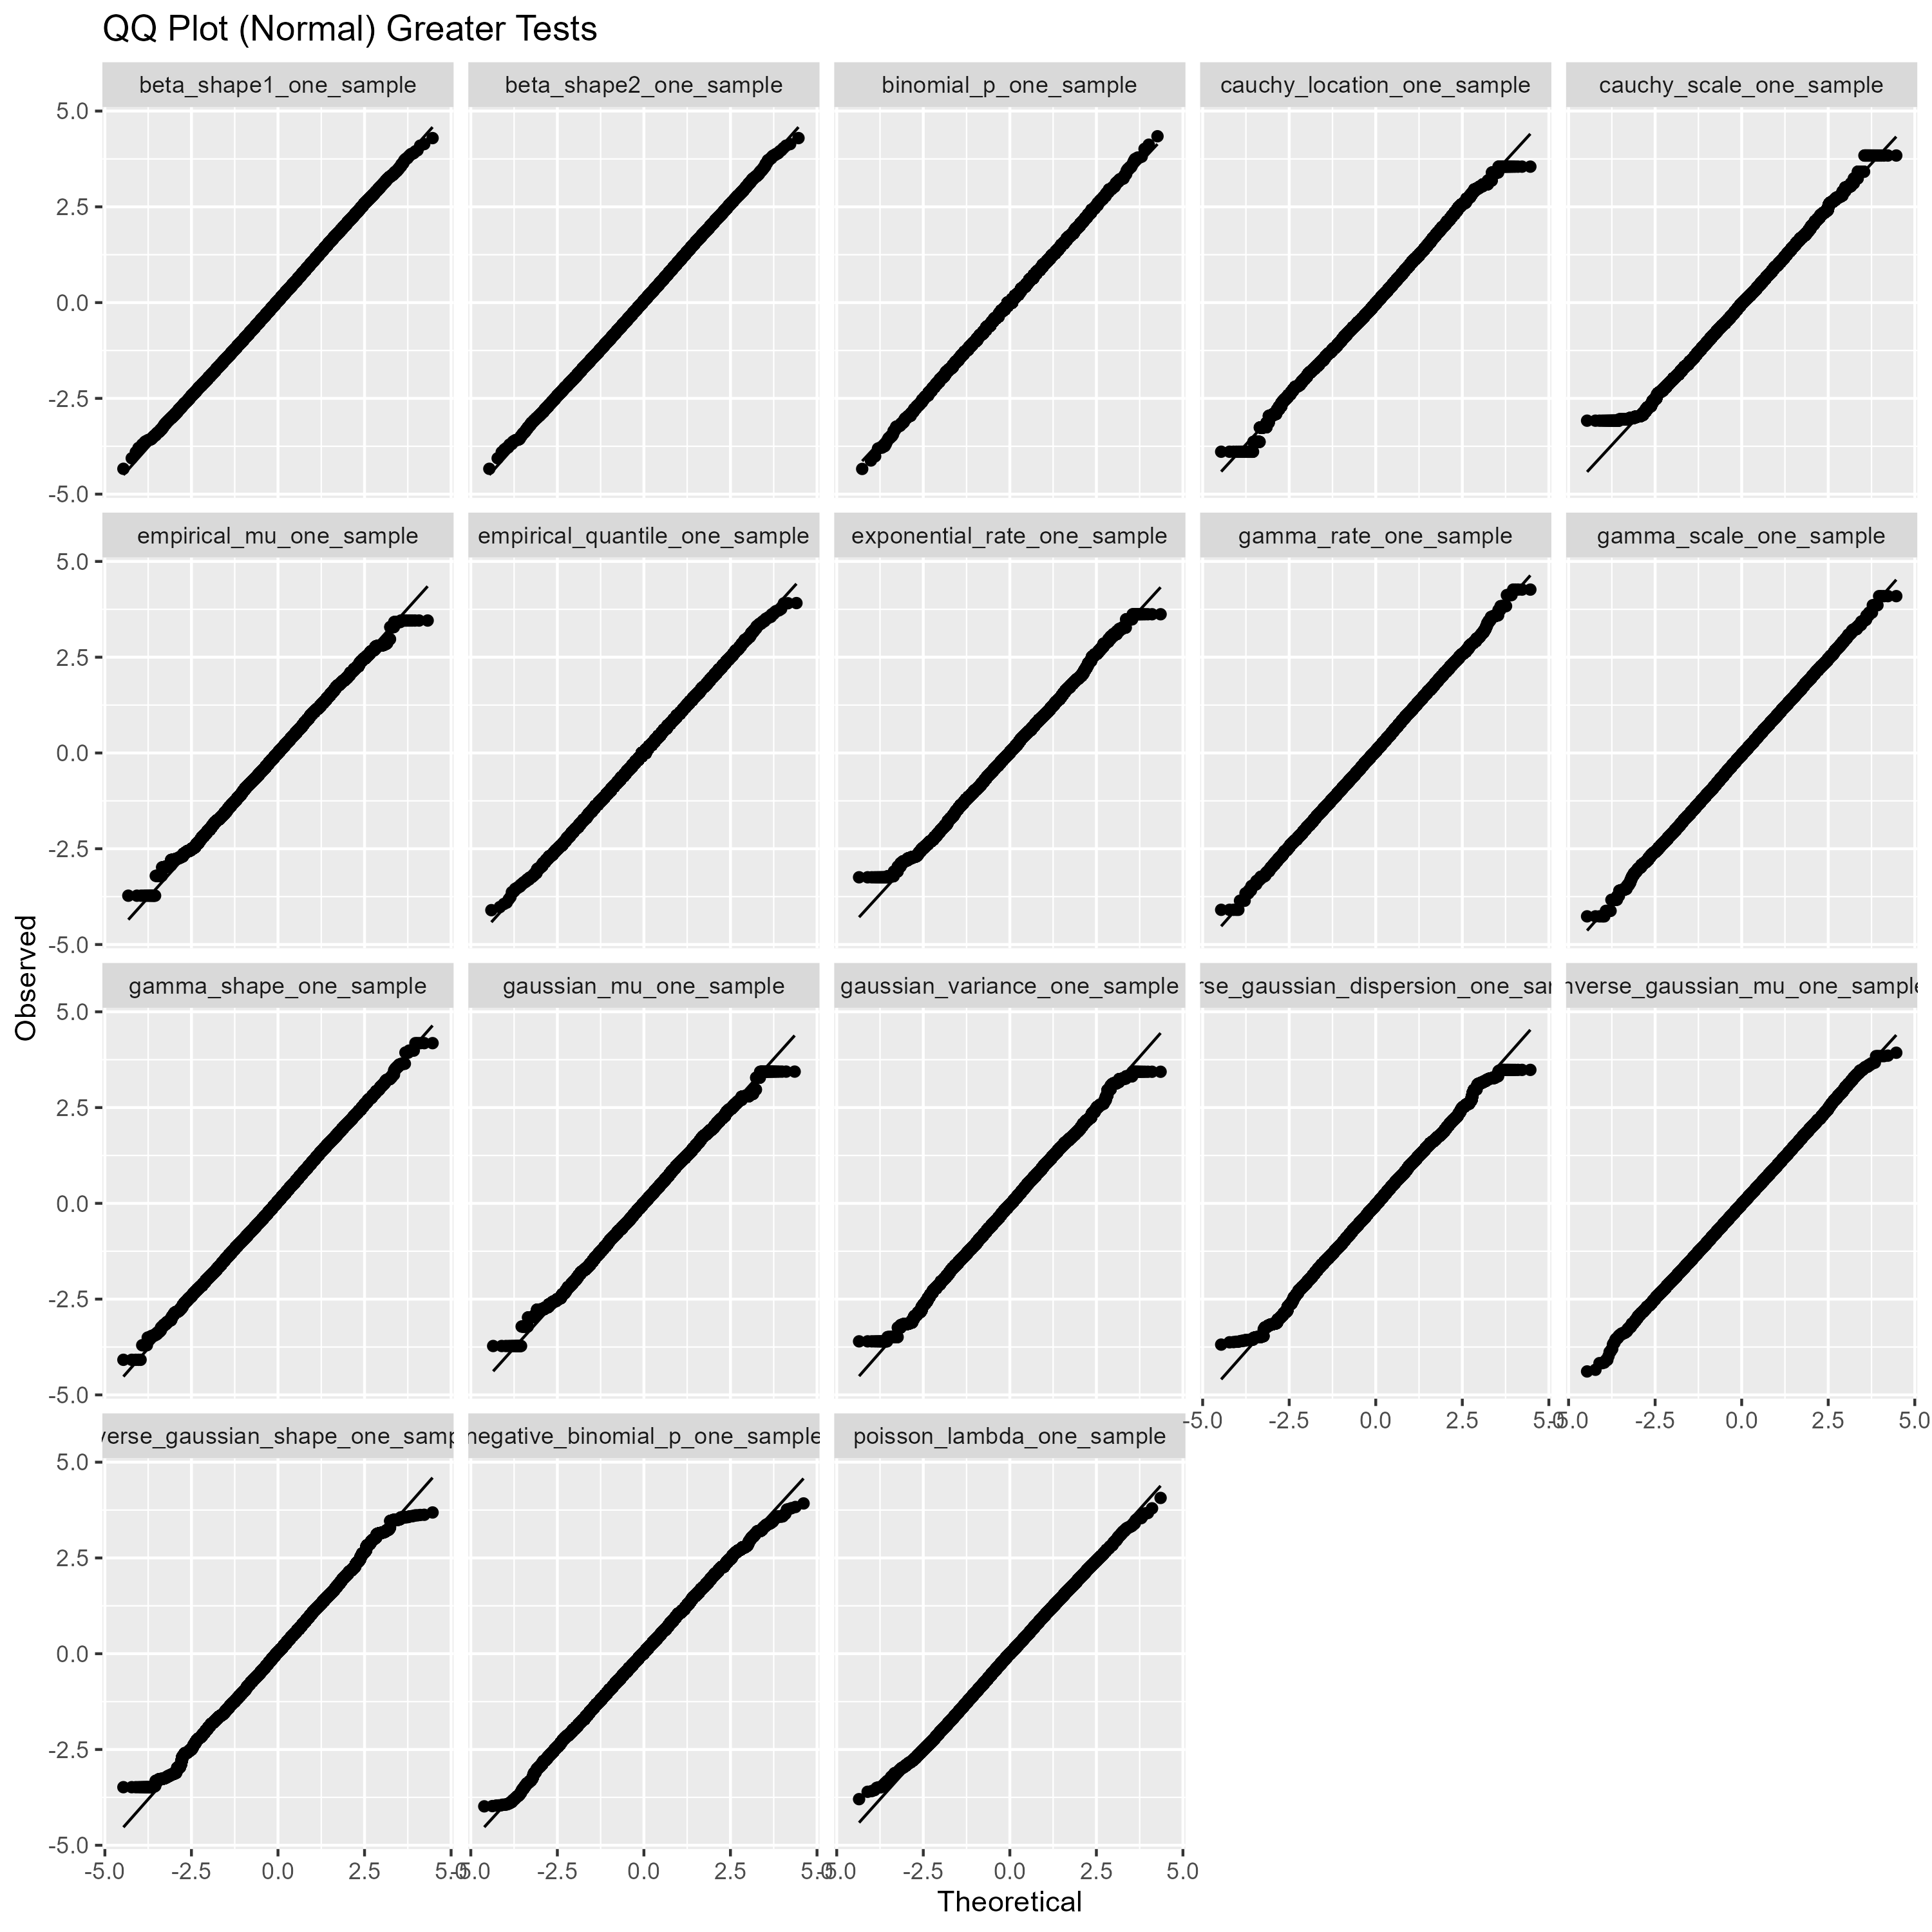 QQ Plot (Normal) Greater Tests
beta_shape1_one_sample
beta_shape2_one_sample
binomial_p_one_sample
cauchy_location_one_sample
cauchy_scale_one_sample
5.0
2.5
0.0
-2.5
-5.0
empirical_mu_one_sample
empirical_quantile_one_sample
exponential_rate_one_sample
gamma_rate_one_sample
gamma_scale_one_sample
5.0
2.5
0.0
-2.5
-5.0
Observed
gamma_shape_one_sample
gaussian_mu_one_sample
gaussian_variance_one_sample
rse_gaussian_dispersion_one_sar
nverse_gaussian_mu_one_sample
5.0
2.5
0.0
-2.5
-5.0
-5.0 -2.5 0.0 2.5 5.0
-5.0 -2.5 0.0 2.5 5.0
verse_gaussian_shape_one_samp
negative_binomial_p_one_sample
poisson_lambda_one_sample
5.0
2.5
0.0
-2.5
-5.0
-5.0 -2.5 0.0 2.5 5.0
-5.0 -2.5 0.0 2.5 5.0
-5.0 -2.5 0.0 2.5 5.0
Theoretical